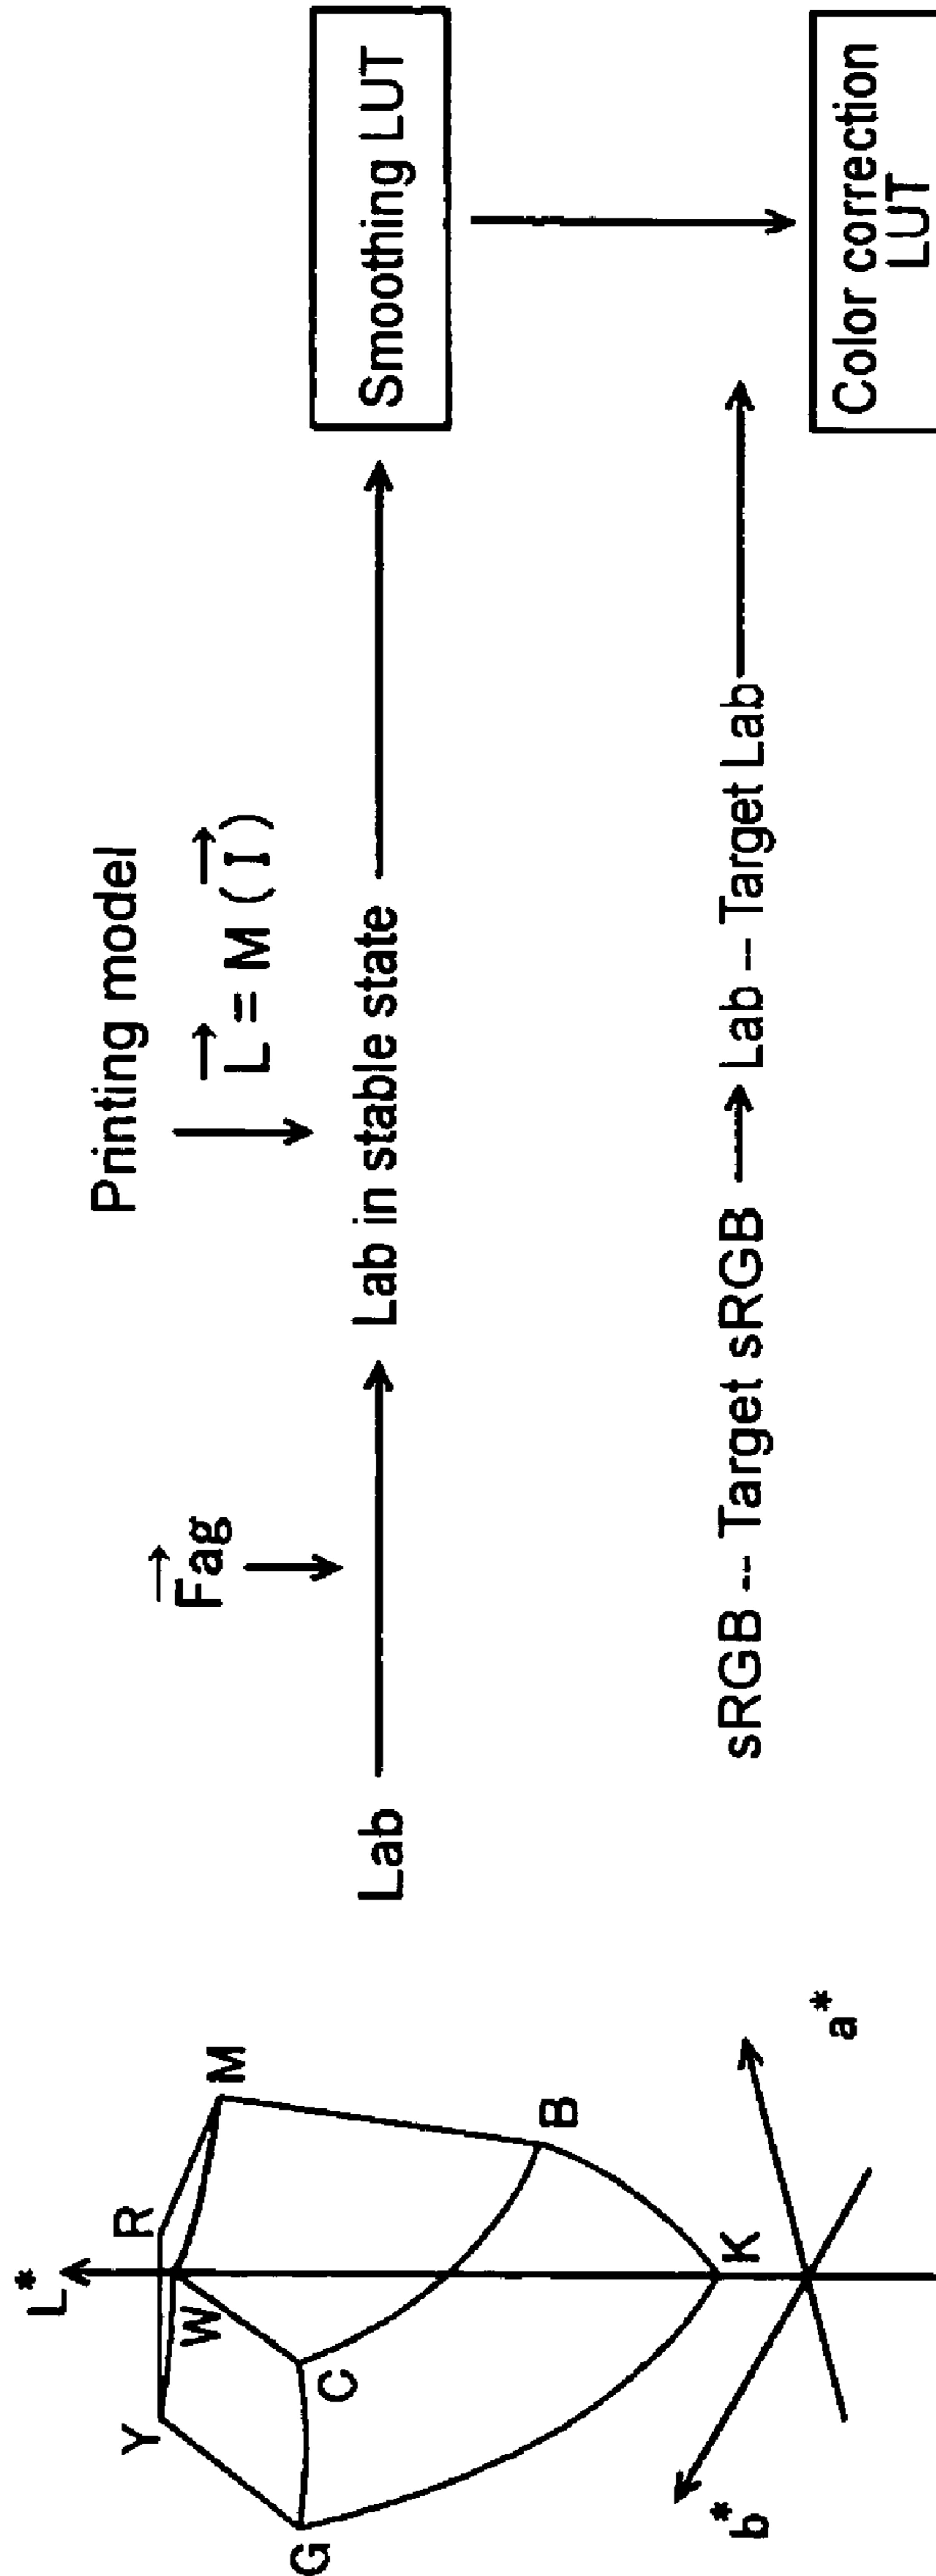 L*
R
M
Y
W
C
G
B
K
b*
a*
Lab
Fag
Printing model
L = M ( I )
Lab in stable state
Smoothing LUT
sRGB -- Target sRGB
Lab -- Target Lab
Color correction
LUT